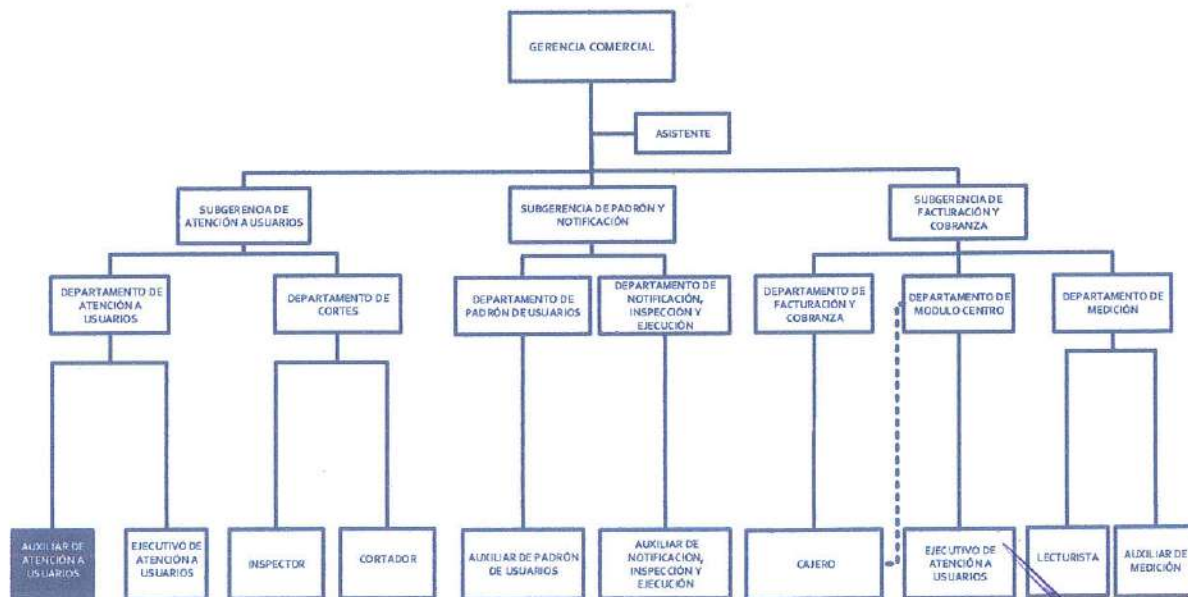 GERENCIA COMERCIAL
ASISTENTE
SUBGERENCIA DE
ATENCIÓN A USUARIOS
SUBGERENCIA DE PADRÓN Y
NOTIFICACIÓN
SUBGERENCIA DE
FACTURACIÓN Y
COBRANZA
DEPARTAMENTO DE
ATENCIÓN A
USUARIOS
DEPARTAMENTO DE
CORTES
DEPARTAMENTO DE
PADRÓN DE USUARIOS
DEPARTAMENTO DE
NOTIFICACIÓN,
INSPECCIÓN Y
EJECUCIÓN
DEPARTAMENTO DE
FACTURACIÓN Y
COBRANZA
DEPARTAMENTO DE
MODULO CENTRO
DEPARTAMENTO DE
MEDICIÓN
AUXILIAR DE
ATENCIÓN A
USUARIOS
EJECUTIVO DE
ATENCIÓN A
USUARIOS
INSPECTOR
CORTADOR
AUXILIAR DE PADRÓN
DE USUARIOS
AUXILIAR DE
NOTIFICACIÓN,
INSPECCIÓN Y
EJECUCIÓN
CAJERO
EJECUTIVO DE
ATENCIÓN A
USUARIOS
LECTURISTA
AUXILIAR DE
MEDICIÓN